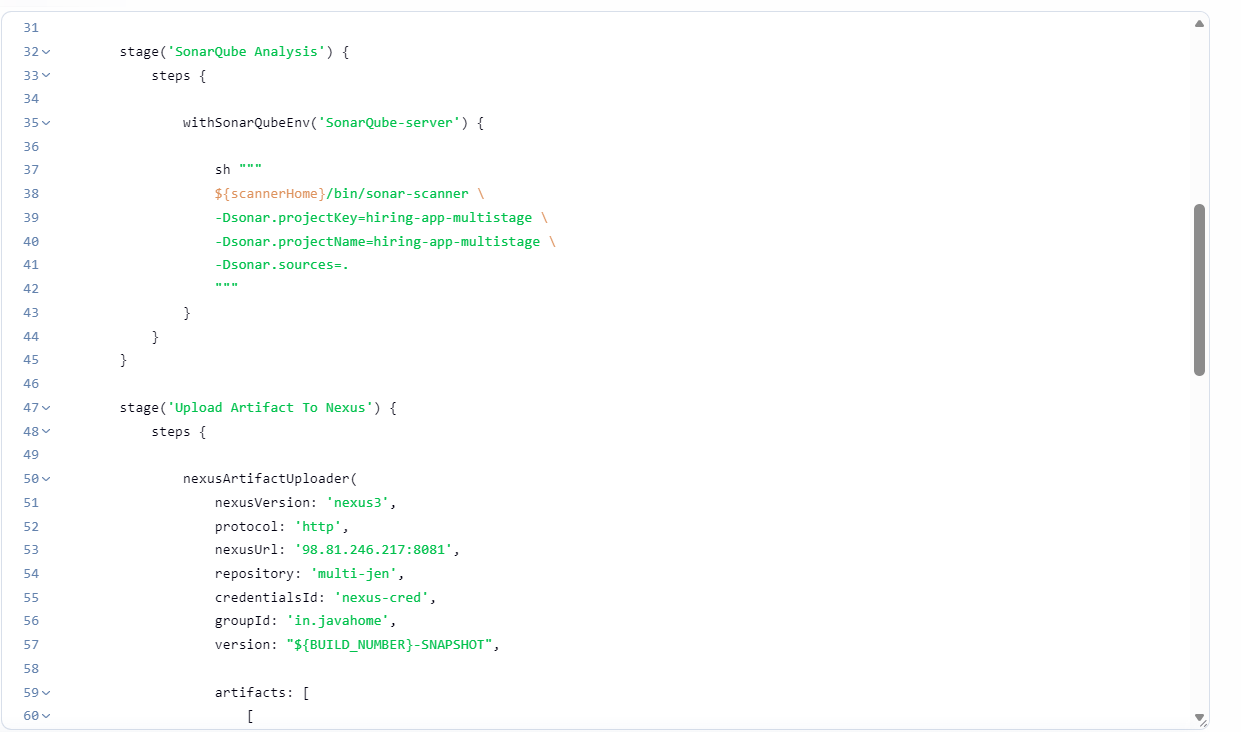 31
32 stage('SonarQube Analysis') {
33 steps {
34
35 withSonarQubeEnv('SonarQube-server') {
36
37 sh """
38 ${scannerHome}/bin/sonar-scanner \
39 -Dsonar.projectKey=hiring-app-multistage \
40 -Dsonar.projectName=hiring-app-multistage \
41 -Dsonar.sources=.
42 """
43 }
44 }
45 }
46
47 stage('Upload Artifact To Nexus') {
48 steps {
49
50 nexusArtifactUploader(
51 nexusVersion: 'nexus3',
52 protocol: 'http',
53 nexusUrl: '98.81.246.217:8081',
54 repository: 'multi-jen',
55 credentialsId: 'nexus-cred',
56 groupId: 'in.javahome',
57 version: "${BUILD_NUMBER}-SNAPSHOT",
58
59 artifacts: [
60 [